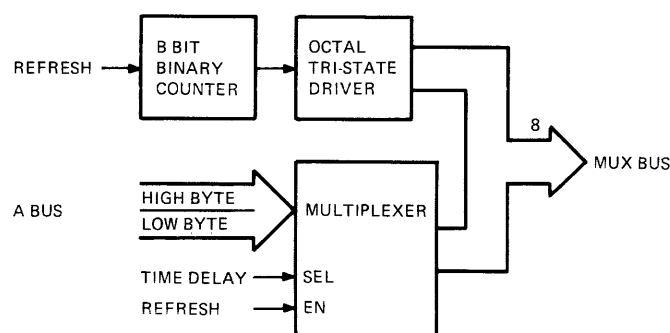 REFRESH
B BIT
BINARY
COUNTER
OCTAL
TRI-STATE
DRIVER
8
MUX BUS
A BUS
HIGH BYTE
LOW BYTE
MULTIPLEXER
TIME DELAY
SEL
REFRESH
EN